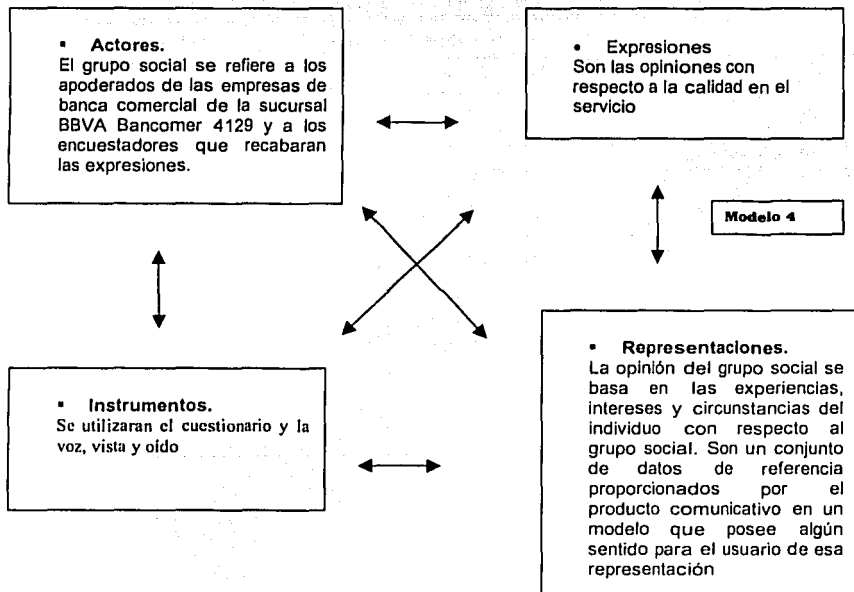 ▪ Actores.
El grupo social se refiere a los
apoderados de las empresas de
banca comercial de la sucursal
BBVA Bancomer 4129 y a los
encuestadores que recabaran
las expresiones.
• Expresiones
Son las opiniones con
respecto a la calidad en el
servicio
Modelo 4
▪ Instrumentos.
Se utilizaran el cuestionario y la
voz, vista y oído
▪ Representaciones.
La opinión del grupo social se
basa en las experiencias,
intereses y circunstancias del
individuo con respecto al
grupo social. Son un conjunto
de datos de referencia
proporcionados por el
producto comunicativo en un
modelo que posee algún
sentido para el usuario de esa
representación